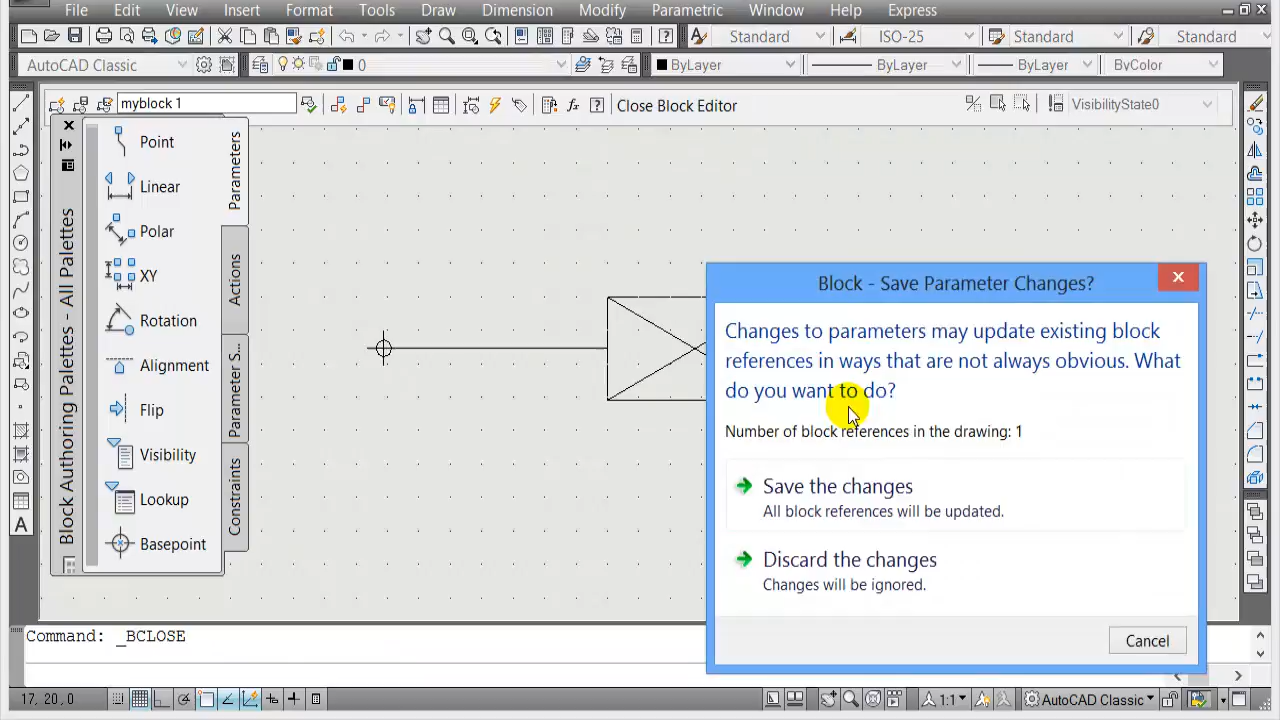 File Edit View Insert Format Tools Draw Dimension Modify Parametric Window Help Express
Standard ISO-25 Standard Standard
AutoCAD Classic 0 ByLayer ByLayer ByLayer ByColor
myblock 1 fx Close Block Editor VisibilityState0
Point
Linear
Polar
XY
Rotation
Alignment
Flip
Visibility
Lookup
Basepoint
Parameters
Actions
Parameter S...
Constraints
Block Authoring Palettes - All Palettes
A
Block - Save Parameter Changes?
Changes to parameters may update existing block
references in ways that are not always obvious. What
do you want to do?
Number of block references in the drawing: 1
Save the changes
All block references will be updated.
Discard the changes
Changes will be ignored.
Cancel
Command: _BCLOSE
17, 20, 0 1:1 AutoCAD Classic